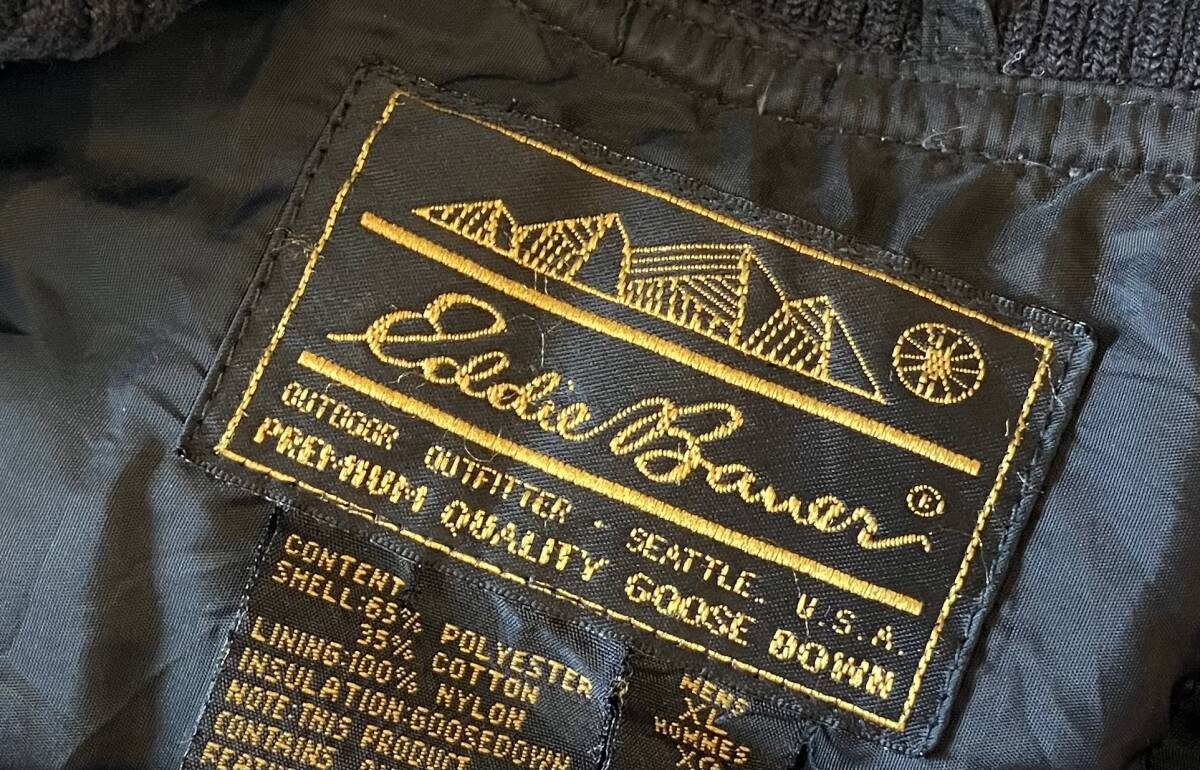 Eddie Bauer ®
OUTDOOR OUTFITTER · SEATTLE, U.S.A.
PREMIUM QUALITY GOOSE DOWN
CONTENT
SHELL:65% POLYESTER
35% COTTON
LINING:100% NYLON
INSULATION:GOOSEDOWN
NOTE:THIS PRODUCT
CONTAINS
MENS
XL
HOMMES
XG